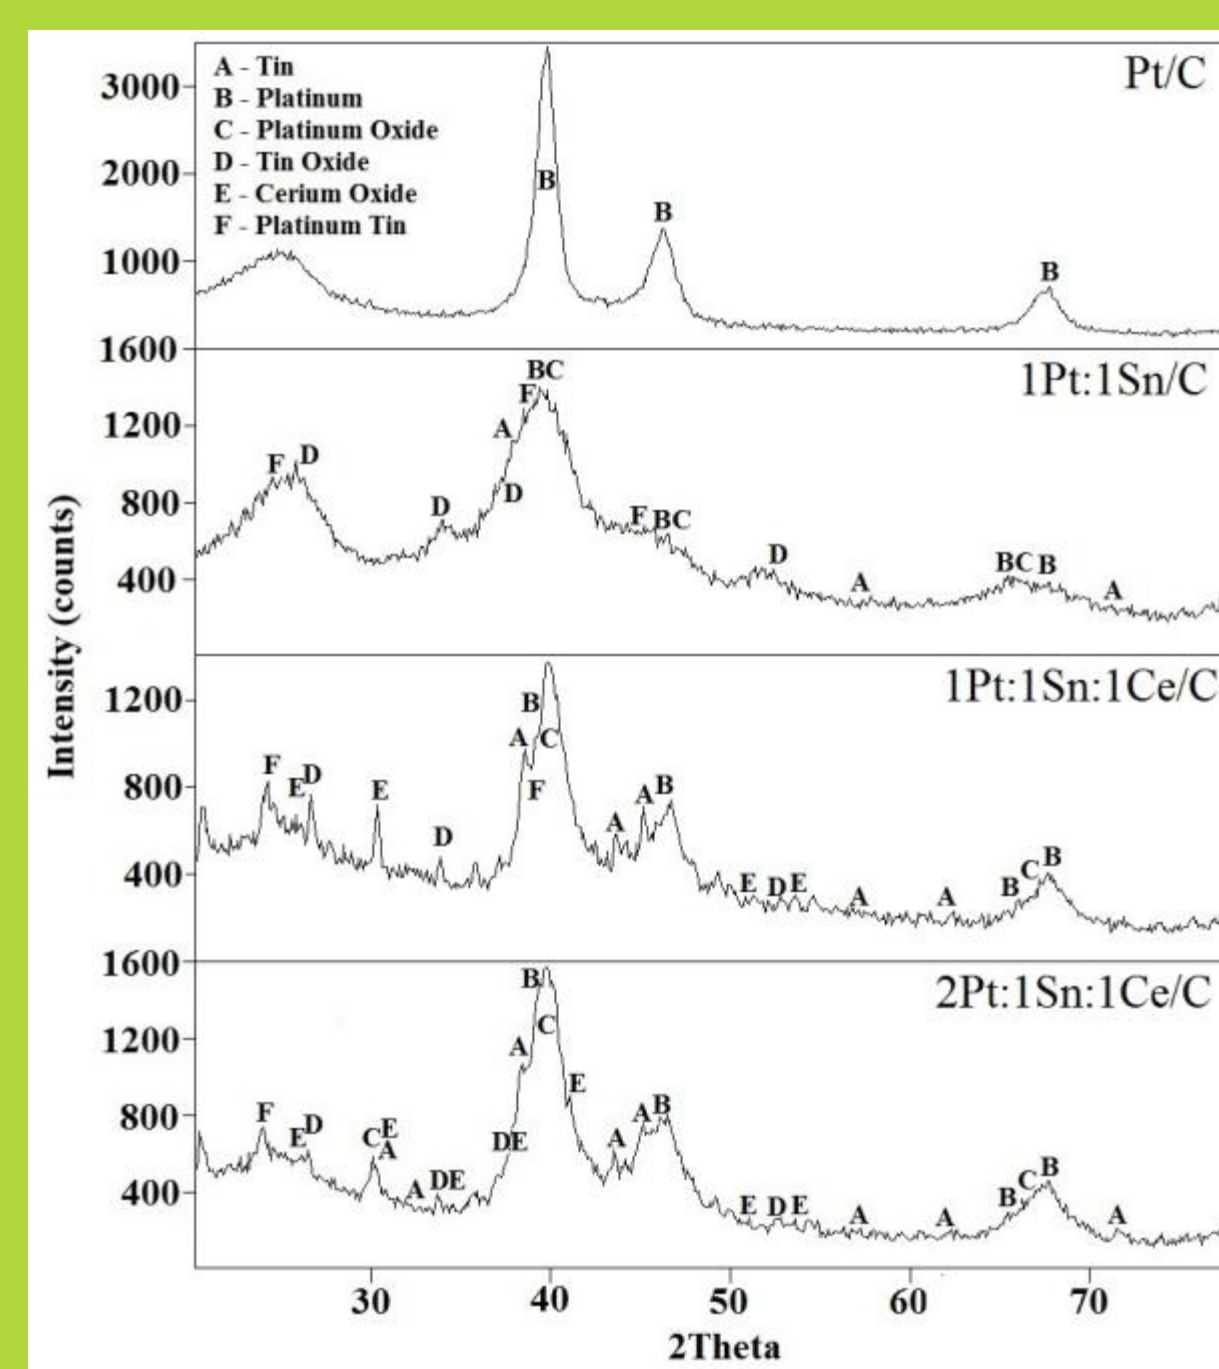 A - Tin
B - Platinum
C - Platinum Oxide
D - Tin Oxide
E - Cerium Oxide
F - Platinum Tin
Pt/C
3000
2000
1000
B
B
B
1600
1Pt:1Sn/C
1200
800
400
F D
D
A
D
F
BC
F BC
D
A
BC B
A
Intensity (counts)
1Pt:1Sn:1Ce/C
1200
800
400
F
E D
E
D
A
B
C
F
A
A B
E D E
A
A
B C B
1600
2Pt:1Sn:1Ce/C
1200
800
400
F
E D
C E
A
A
DE
DE
A
B
C
E
A
A B
E D E
A
A
B C B
A
30 40 50 60 70
2Theta